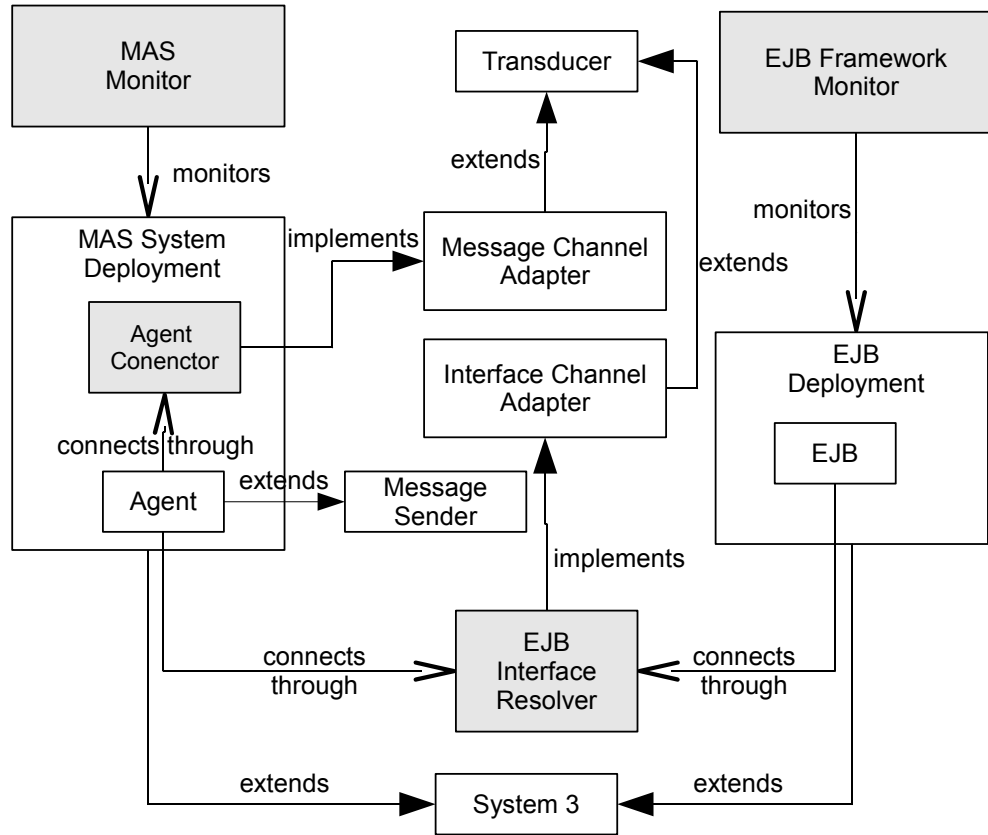 MAS
Monitor
Transducer
EJB Framework
Monitor
extends
monitors
monitors
MAS System
Deployment
implements
Message Channel
Adapter
extends
Agent
Conenctor
Interface Channel
Adapter
EJB
Deployment
connects through
EJB
Agent
extends
Message
Sender
implements
EJB
Interface
Resolver
connects
through
connects
through
extends
System 3
extends